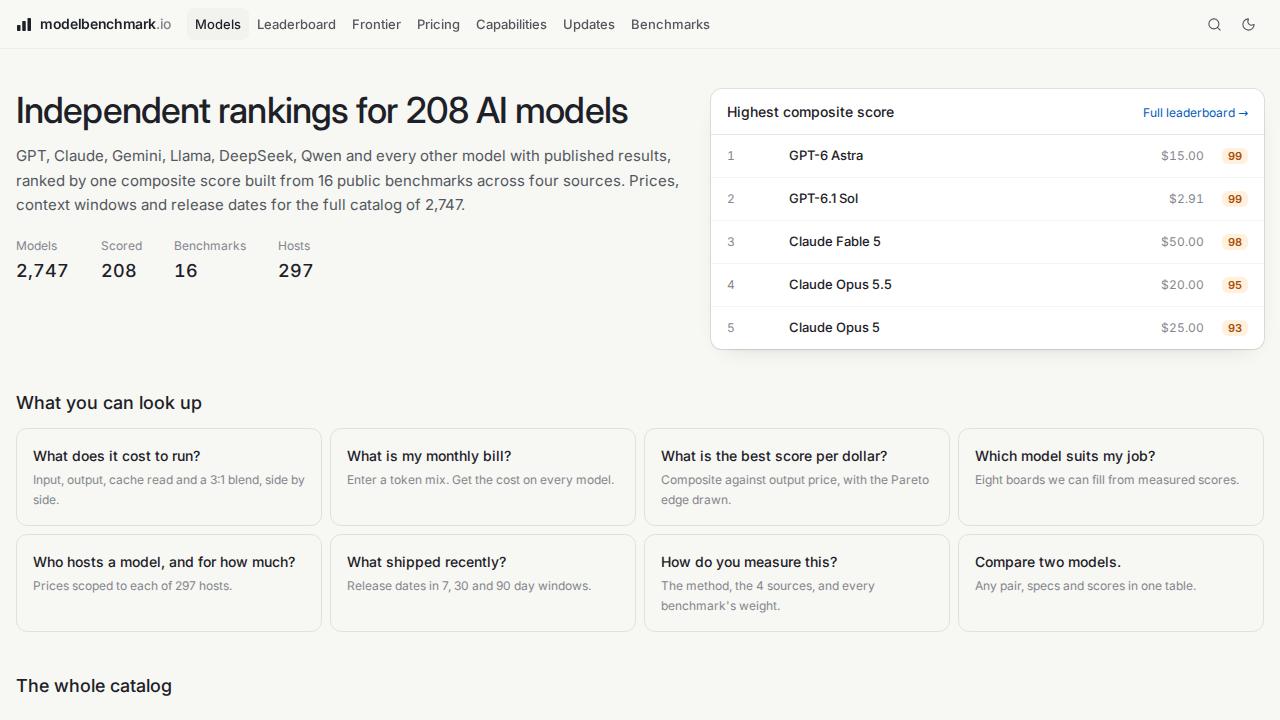 modelbenchmark.io
Models Leaderboard Frontier Pricing Capabilities Updates Benchmarks
Independent rankings for 208 AI models
GPT, Claude, Gemini, Llama, DeepSeek, Qwen and every other model with published results,
ranked by one composite score built from 16 public benchmarks across four sources. Prices,
context windows and release dates for the full catalog of 2,747.
Models Scored Benchmarks Hosts
2,747 208 16 297
Highest composite score Full leaderboard →
1 GPT-6 Astra $15.00 99
2 GPT-6.1 Sol $2.91 99
3 Claude Fable 5 $50.00 98
4 Claude Opus 5.5 $20.00 95
5 Claude Opus 5 $25.00 93
What you can look up
What does it cost to run?
Input, output, cache read and a 3:1 blend, side by
side.
What is my monthly bill?
Enter a token mix. Get the cost on every model.
What is the best score per dollar?
Composite against output price, with the Pareto
edge drawn.
Which model suits my job?
Eight boards we can fill from measured scores.
Who hosts a model, and for how much?
Prices scoped to each of 297 hosts.
What shipped recently?
Release dates in 7, 30 and 90 day windows.
How do you measure this?
The method, the 4 sources, and every
benchmark's weight.
Compare two models.
Any pair, specs and scores in one table.
The whole catalog